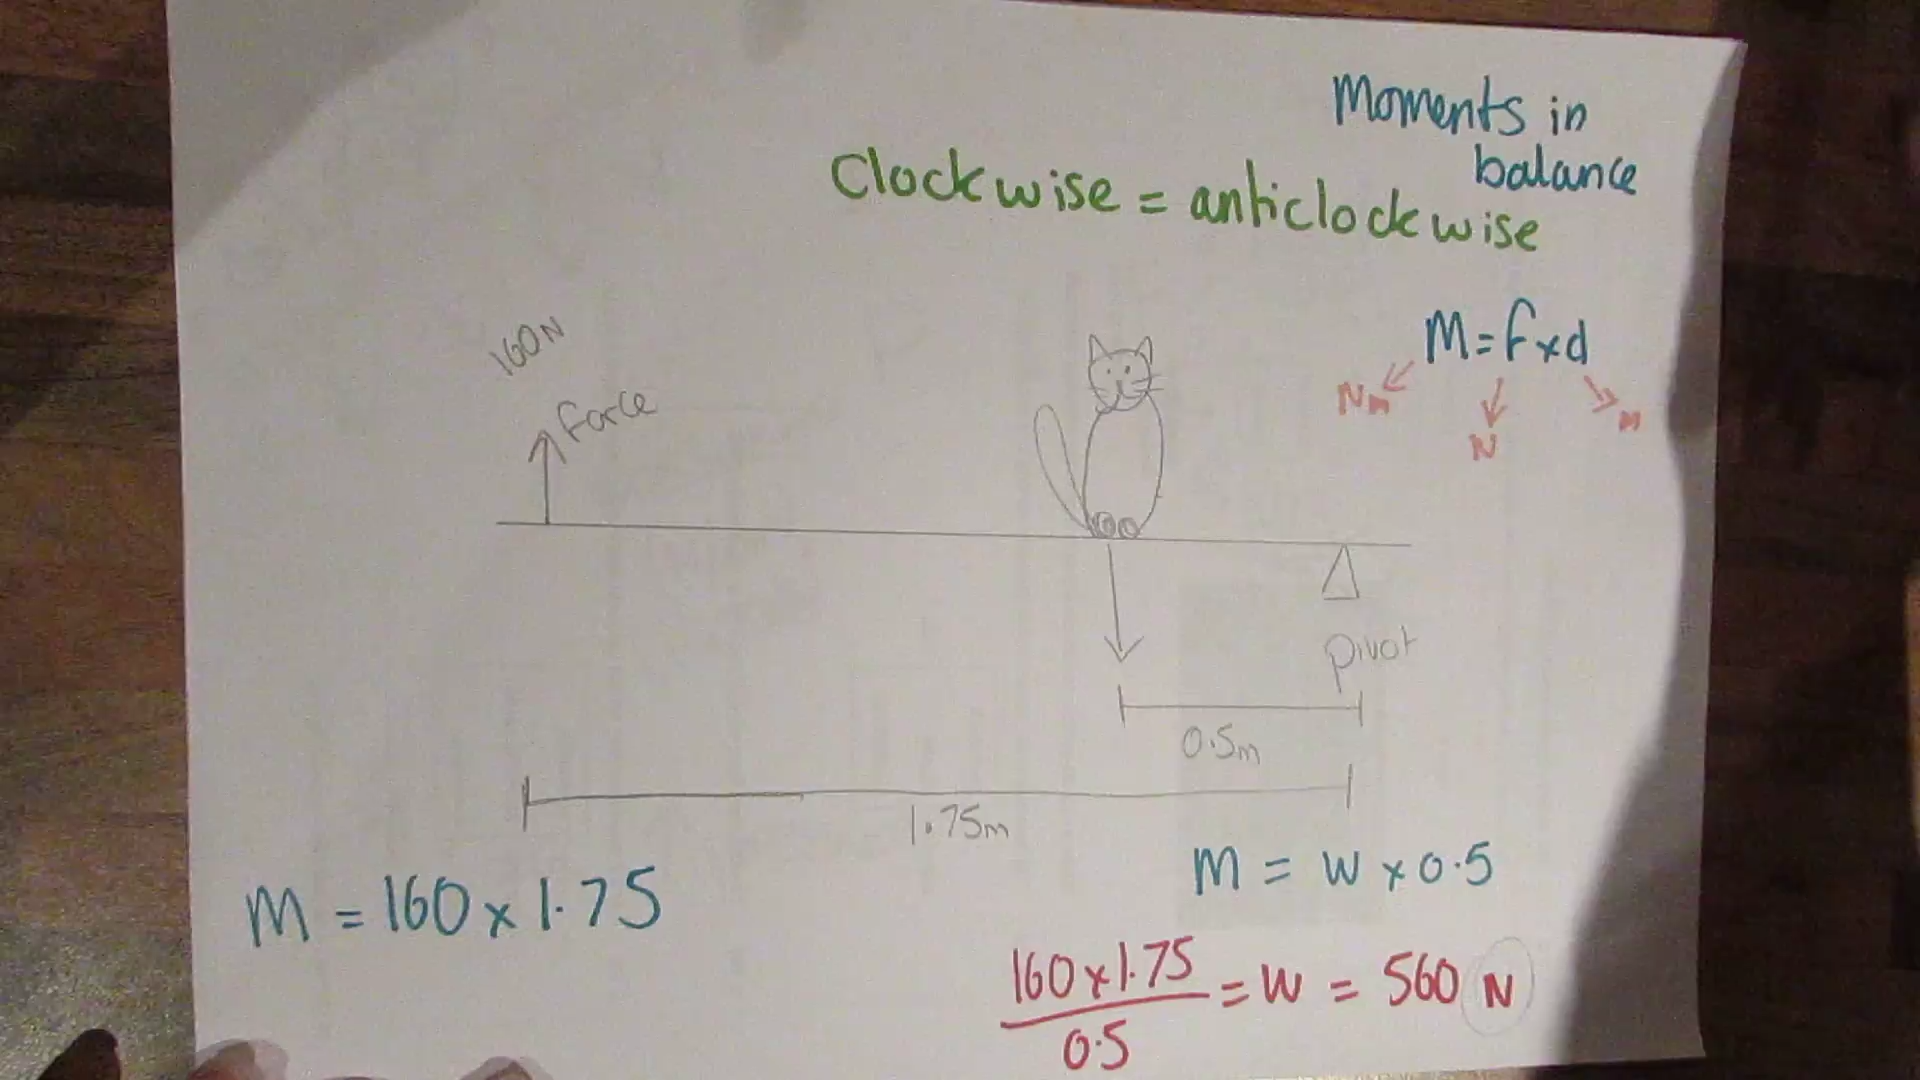 Moments in
balance
Clockwise = anticlockwise
160N
force
M = F x d
Nm
N
m
pivot
0.5m
1.75m
M = W x 0.5
M = 160 x 1.75
160 x 1.75
0.5
= W = 560 N